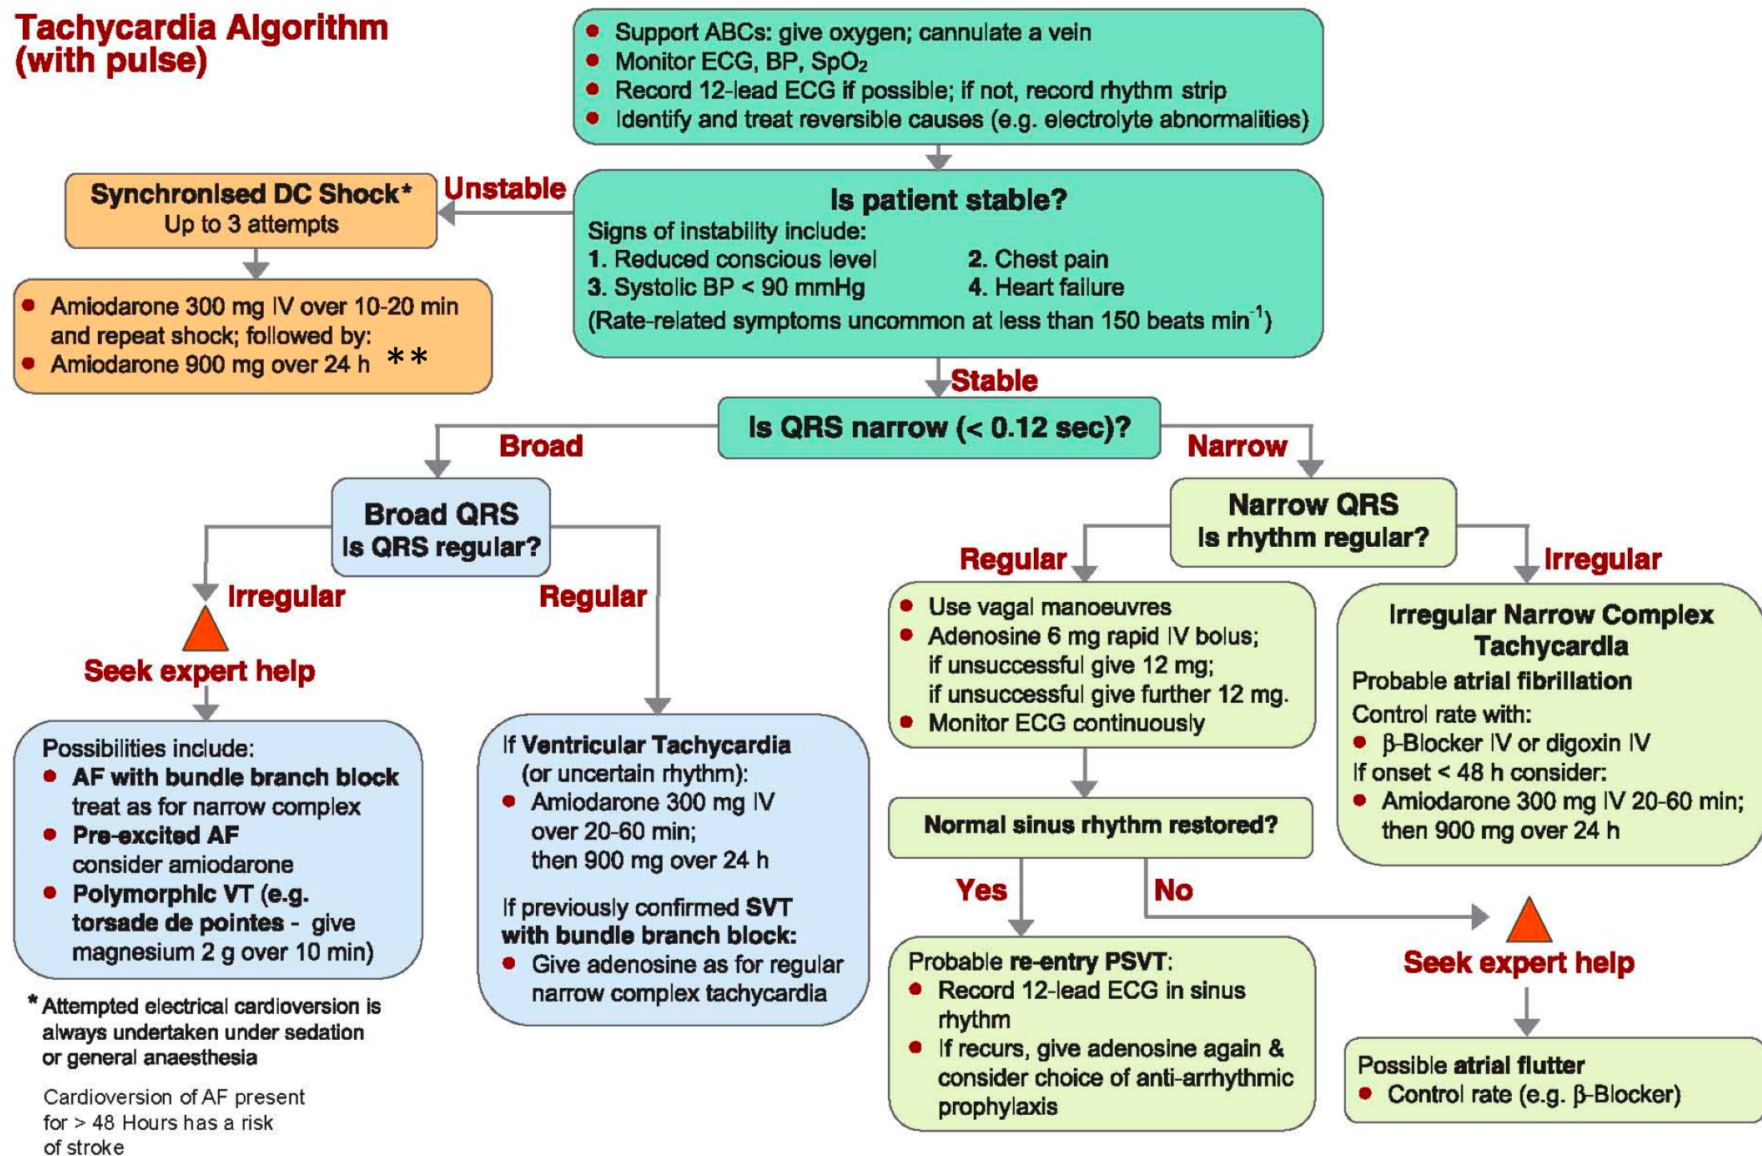 Tachycardia Algorithm
(with pulse)
• Support ABCs: give oxygen; cannulate a vein
• Monitor ECG, BP, SpO₂
• Record 12-lead ECG if possible; if not, record rhythm strip
• Identify and treat reversible causes (e.g. electrolyte abnormalities)
Is patient stable?
Signs of instability include:
1. Reduced conscious level 2. Chest pain
3. Systolic BP < 90 mmHg 4. Heart failure
(Rate-related symptoms uncommon at less than 150 beats min⁻¹)
Unstable
Synchronised DC Shock*
Up to 3 attempts
• Amiodarone 300 mg IV over 10-20 min
and repeat shock; followed by:
• Amiodarone 900 mg over 24 h **
Stable
Is QRS narrow (< 0.12 sec)?
Broad
Narrow
Broad QRS
Is QRS regular?
Irregular
Regular
Seek expert help
Possibilities include:
• AF with bundle branch block
treat as for narrow complex
• Pre-excited AF
consider amiodarone
• Polymorphic VT (e.g.
torsade de pointes - give
magnesium 2 g over 10 min)
If Ventricular Tachycardia
(or uncertain rhythm):
• Amiodarone 300 mg IV
over 20-60 min;
then 900 mg over 24 h
If previously confirmed SVT
with bundle branch block:
• Give adenosine as for regular
narrow complex tachycardia
Narrow QRS
Is rhythm regular?
Regular
Irregular
• Use vagal manoeuvres
• Adenosine 6 mg rapid IV bolus;
if unsuccessful give 12 mg;
if unsuccessful give further 12 mg.
• Monitor ECG continuously
Irregular Narrow Complex
Tachycardia
Probable atrial fibrillation
Control rate with:
• β-Blocker IV or digoxin IV
If onset < 48 h consider:
• Amiodarone 300 mg IV 20-60 min;
then 900 mg over 24 h
Normal sinus rhythm restored?
Yes
No
Probable re-entry PSVT:
• Record 12-lead ECG in sinus
rhythm
• If recurs, give adenosine again &
consider choice of anti-arrhythmic
prophylaxis
Seek expert help
Possible atrial flutter
• Control rate (e.g. β-Blocker)
* Attempted electrical cardioversion is
always undertaken under sedation
or general anaesthesia
Cardioversion of AF present
for > 48 Hours has a risk
of stroke